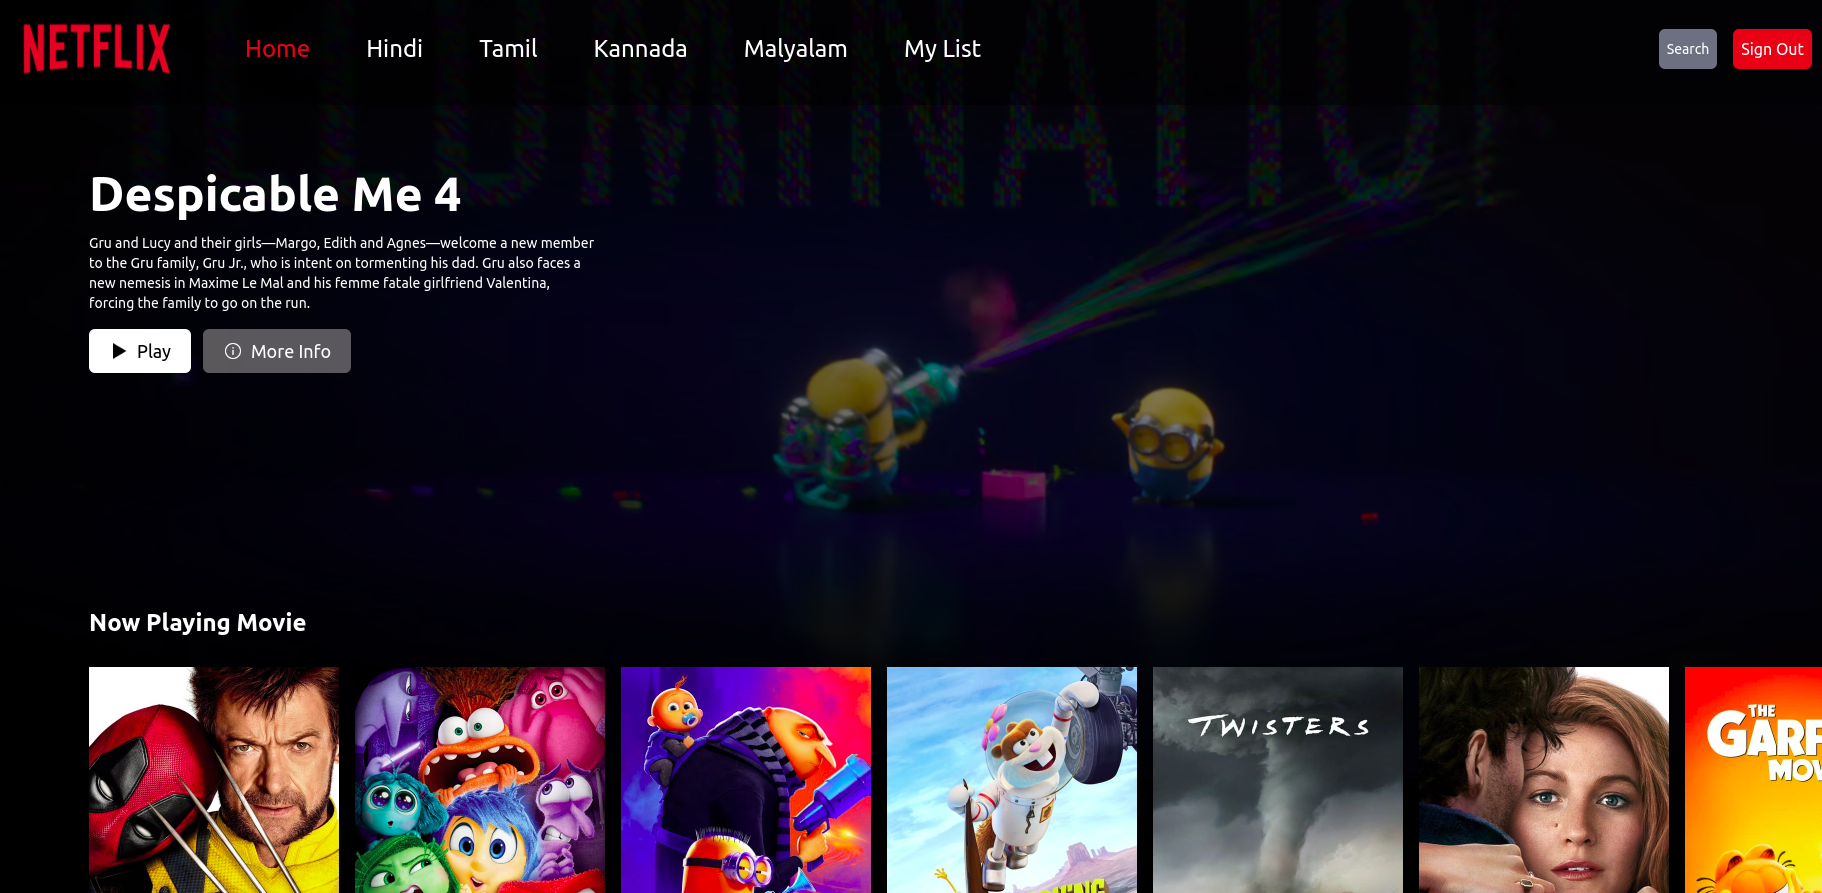 NETFLIX
Home
Hindi
Tamil
Kannada
Malyalam
My List
Search
Sign Out
Despicable Me 4
Gru and Lucy and their girls—Margo, Edith and Agnes—welcome a new member
to the Gru family, Gru Jr., who is intent on tormenting his dad. Gru also faces a
new nemesis in Maxime Le Mal and his femme fatale girlfriend Valentina,
forcing the family to go on the run.
Play
More Info
Now Playing Movie
TWISTERS
THE